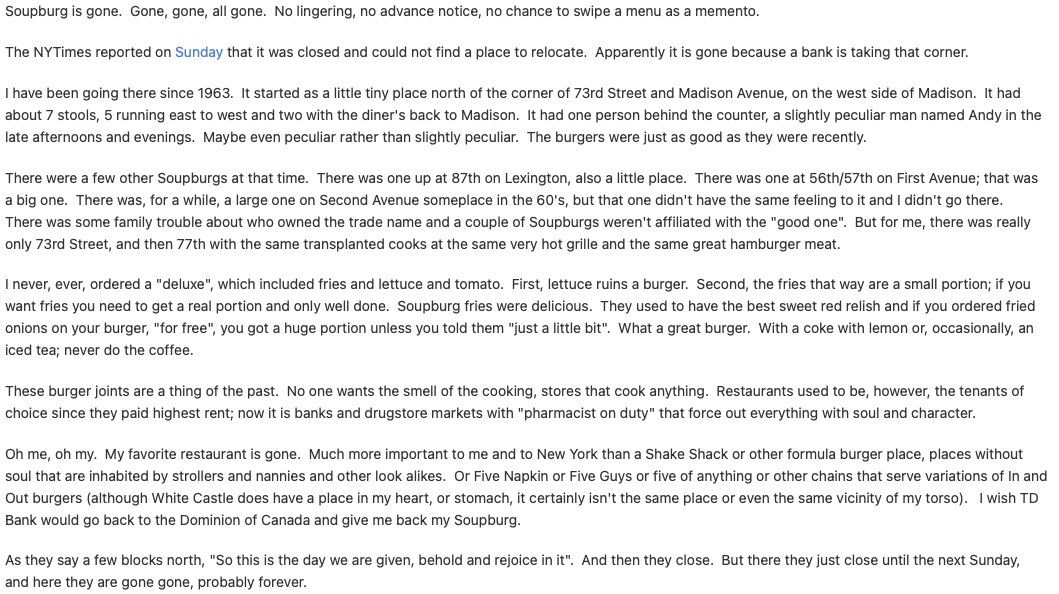 Soupburg is gone.  Gone, gone, all gone.  No lingering, no advance notice, no chance to swipe a menu as a memento.
The NYTimes reported on Sunday that it was closed and could not find a place to relocate.  Apparently it is gone because a bank is taking that corner.
I have been going there since 1963.  It started as a little tiny place north of the corner of 73rd Street and Madison Avenue, on the west side of Madison.  It had
about 7 stools, 5 running east to west and two with the diner's back to Madison.  It had one person behind the counter, a slightly peculiar man named Andy in the
late afternoons and evenings.  Maybe even peculiar rather than slightly peculiar.  The burgers were just as good as they were recently.
There were a few other Soupburgs at that time.  There was one up at 87th on Lexington, also a little place.  There was one at 56th/57th on First Avenue; that was
a big one.  There was, for a while, a large one on Second Avenue someplace in the 60's, but that one didn't have the same feeling to it and I didn't go there.
There was some family trouble about who owned the trade name and a couple of Soupburgs weren't affiliated with the "good one".  But for me, there was really
only 73rd Street, and then 77th with the same transplanted cooks at the same very hot grille and the same great hamburger meat.
I never, ever, ordered a "deluxe", which included fries and lettuce and tomato.  First, lettuce ruins a burger.  Second, the fries that way are a small portion; if you
want fries you need to get a real portion and only well done.  Soupburg fries were delicious.  They used to have the best sweet red relish and if you ordered fried
onions on your burger, "for free", you got a huge portion unless you told them "just a little bit".  What a great burger.  With a coke with lemon or, occasionally, an
iced tea; never do the coffee.
These burger joints are a thing of the past.  No one wants the smell of the cooking, stores that cook anything.  Restaurants used to be, however, the tenants of
choice since they paid highest rent; now it is banks and drugstore markets with "pharmacist on duty" that force out everything with soul and character.
Oh me, oh my.  My favorite restaurant is gone.  Much more important to me and to New York than a Shake Shack or other formula burger place, places without
soul that are inhabited by strollers and nannies and other look alikes.  Or Five Napkin or Five Guys or five of anything or other chains that serve variations of In and
Out burgers (although White Castle does have a place in my heart, or stomach, it certainly isn't the same place or even the same vicinity of my torso).   I wish TD
Bank would go back to the Dominion of Canada and give me back my Soupburg.
As they say a few blocks north, "So this is the day we are given, behold and rejoice in it".  And then they close.  But there they just close until the next Sunday,
and here they are gone gone, probably forever.